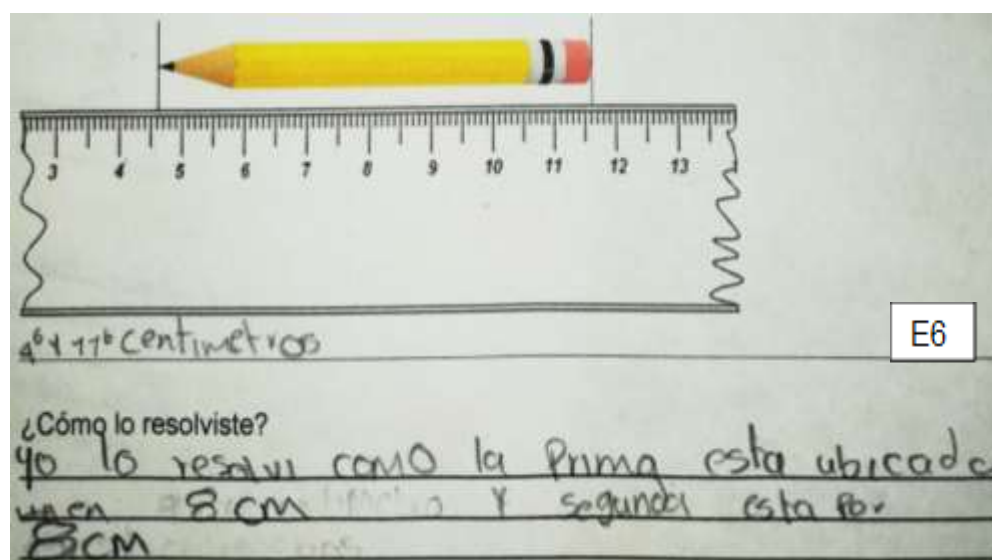 3 4 5 6 7 8 9 10 11 12 13
4⁶ y 11⁶ centimetros
E6
¿Cómo lo resolviste?
yo lo resolvi como la Prima esta ubicada
en 8 cm y segunda esta por
8 cm